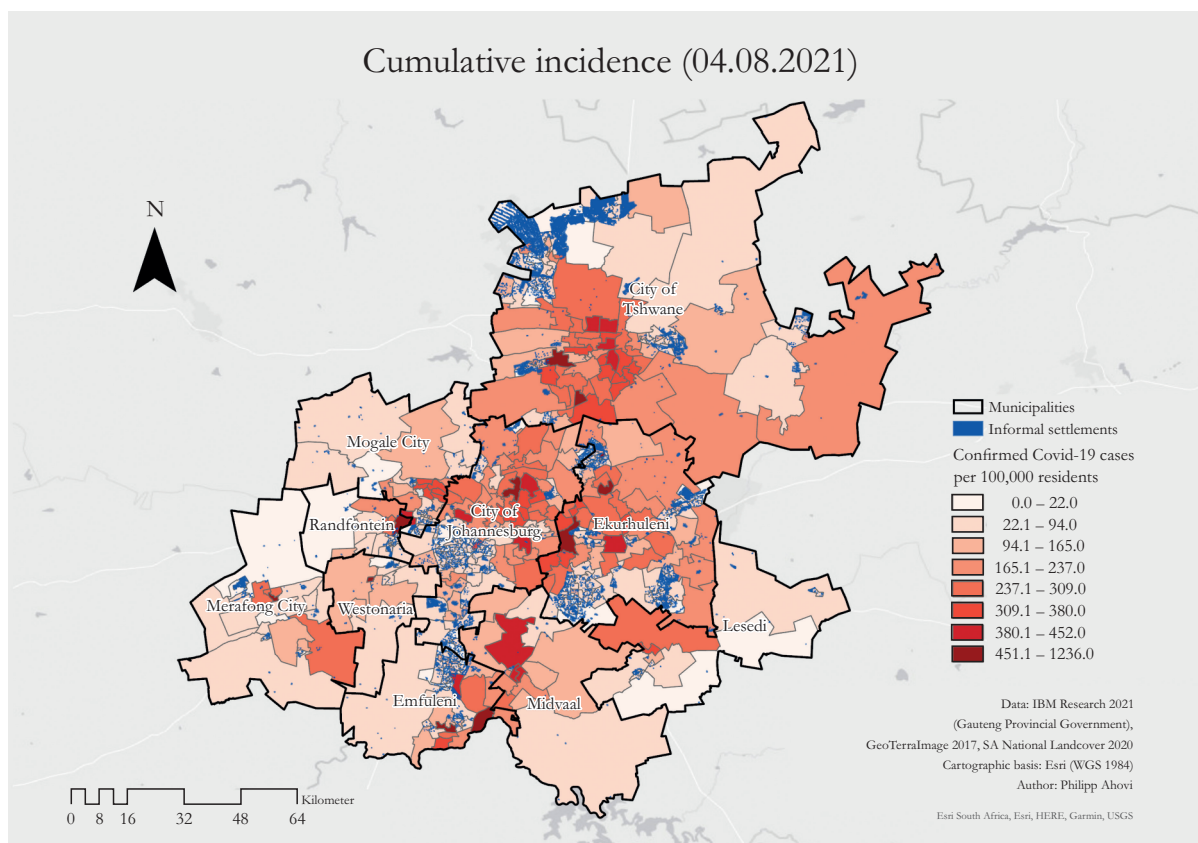 Cumulative incidence (04.08.2021)
N
City of
Tshwane
Mogale City
Randfontein
City of
Johannesburg
Ekurhuleni
Merafong City
Westonaria
Lesedi
Emfuleni
Midvaal
Municipalities
Informal settlements
Confirmed Covid-19 cases
per 100,000 residents
0.0 – 22.0
22.1 – 94.0
94.1 – 165.0
165.1 – 237.0
237.1 – 309.0
309.1 – 380.0
380.1 – 452.0
451.1 – 1236.0
Data: IBM Research 2021
(Gauteng Provincial Government),
GeoTerraImage 2017, SA National Landcover 2020
Cartographic basis: Esri (WGS 1984)
Author: Philipp Ahovi
Esri South Africa, Esri, HERE, Garmin, USGS
Kilometer
0 8 16 32 48 64